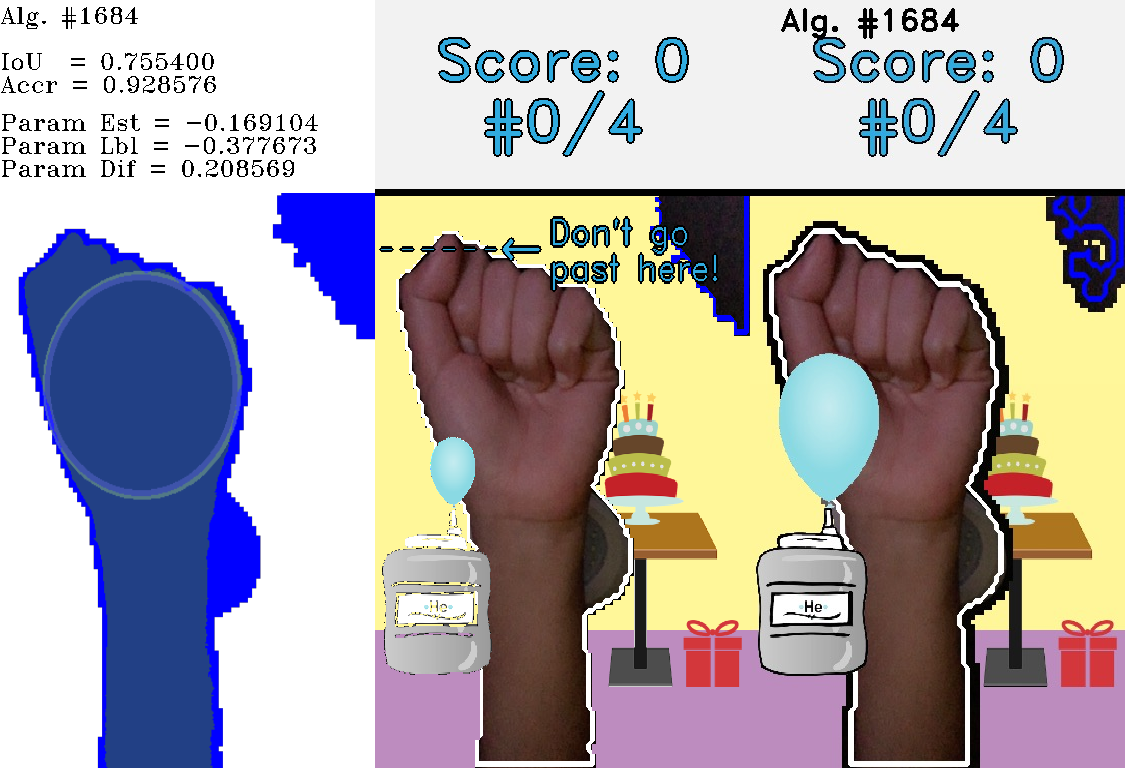 Alg. #1684
IoU = 0.755400
Accr = 0.928576
Param Est = -0.169104
Param Lbl = -0.377673
Param Dif = 0.208569
Score: 0
#0/4
Don't go
past here!
He
Alg. #1684
Score: 0
#0/4
He